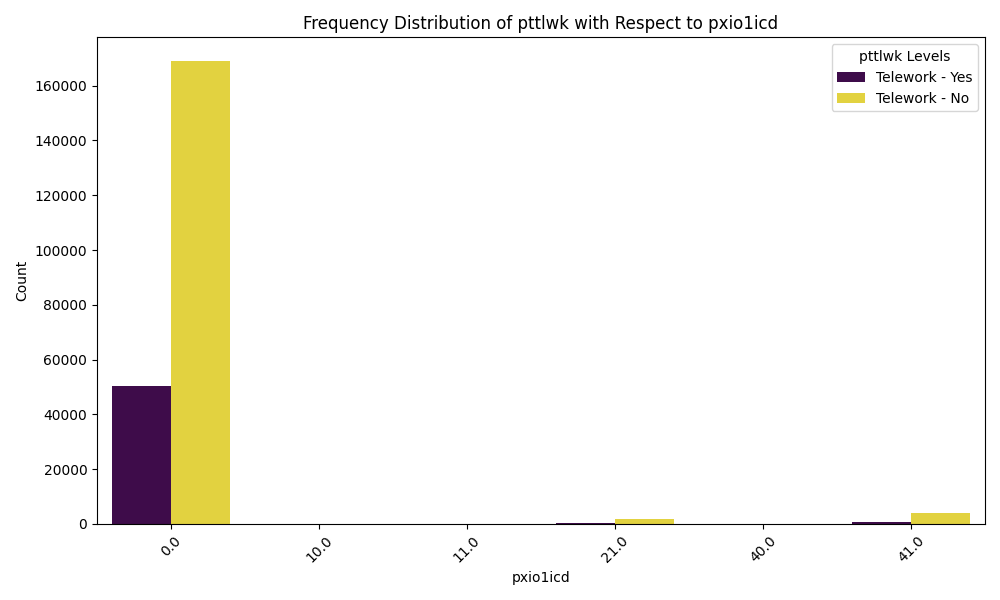 Frequency Distribution of pttlwk with Respect to pxio1icd
pttlwk Levels
Telework - Yes
Telework - No
160000
140000
120000
100000
80000
60000
40000
20000
0
Count
0.0
10.0
11.0
21.0
40.0
41.0
pxio1icd